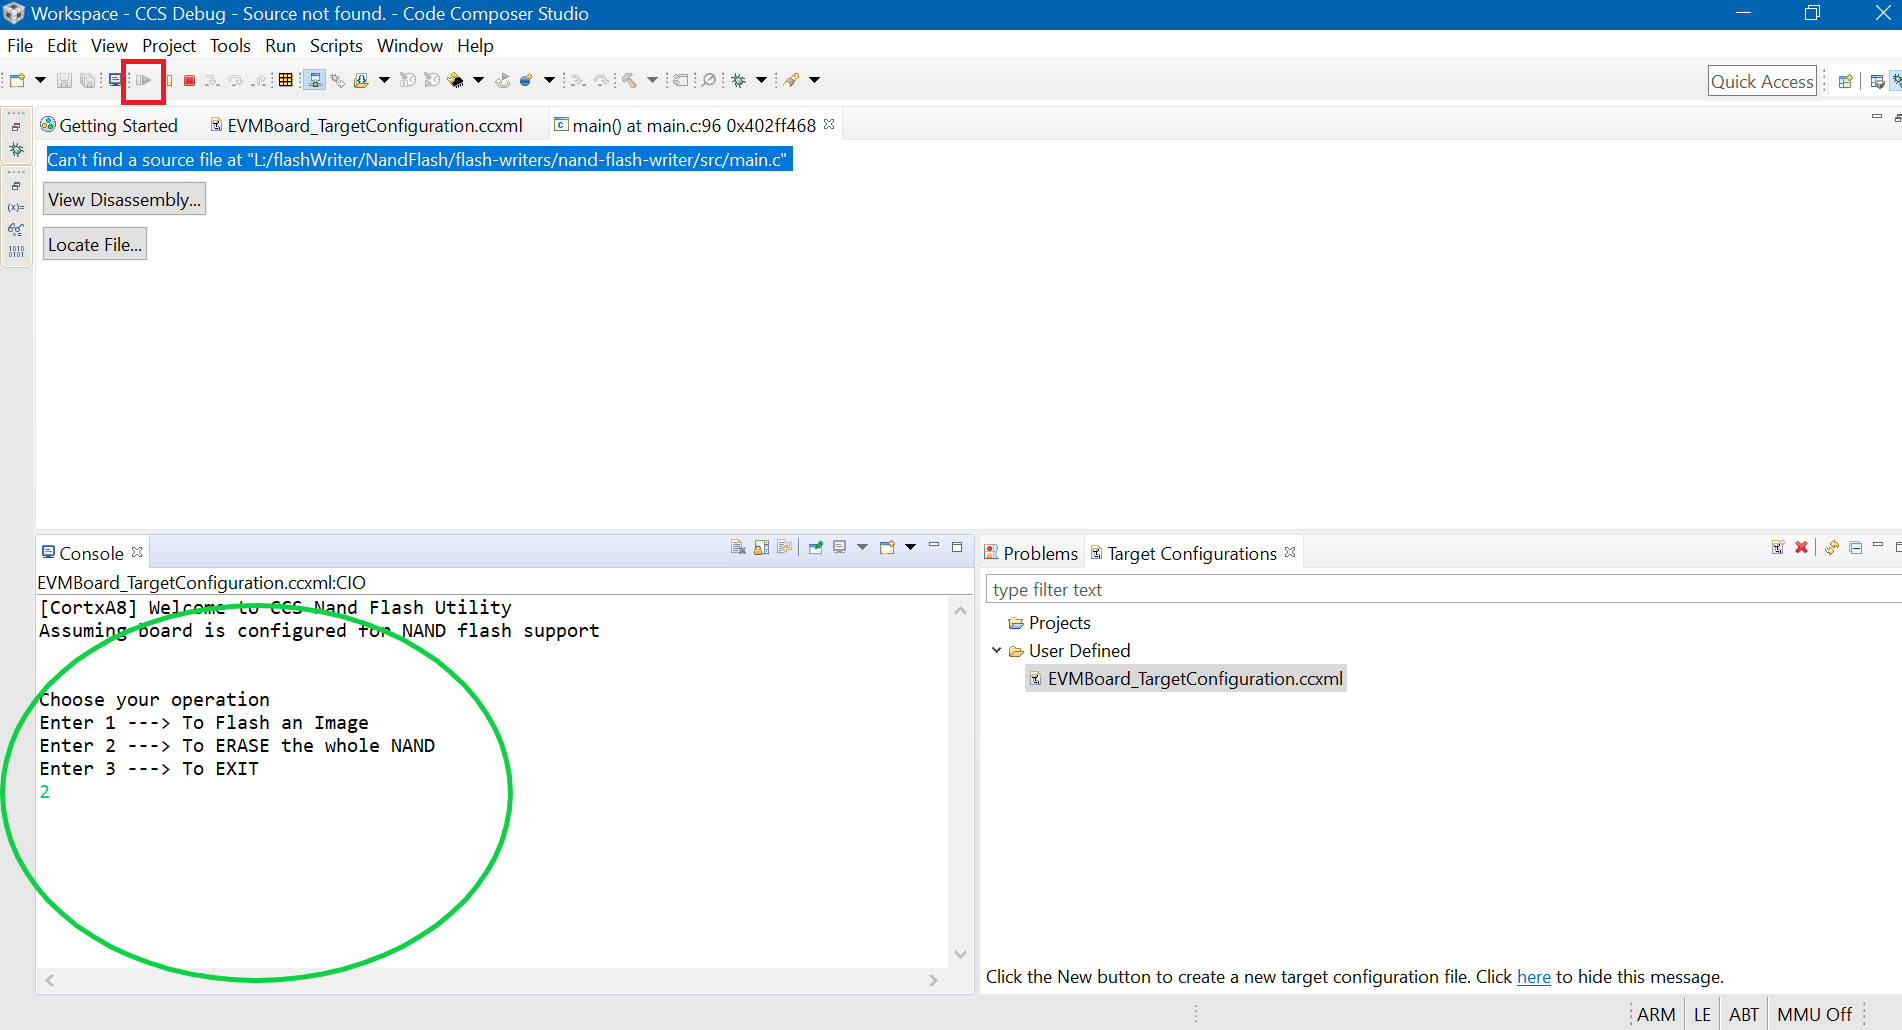 Workspace - CCS Debug - Source not found. - Code Composer Studio
File Edit View Project Tools Run Scripts Window Help
Quick Access
Getting Started EVMBoard_TargetConfiguration.ccxml main() at main.c:96 0x402ff468
Can't find a source file at "L:/flashWriter/NandFlash/flash-writers/nand-flash-writer/src/main.c"
View Disassembly...
Locate File...
(x)=
1010
0101
Console
EVMBoard_TargetConfiguration.ccxml:CIO
[CortxA8] Welcome to CCS Nand Flash Utility
Assuming board is configured for NAND flash support
Choose your operation
Enter 1 ---> To Flash an Image
Enter 2 ---> To ERASE the whole NAND
Enter 3 ---> To EXIT
2
Problems Target Configurations
type filter text
Projects
User Defined
EVMBoard_TargetConfiguration.ccxml
Click the New button to create a new target configuration file. Click here to hide this message.
ARM LE ABT MMU Off